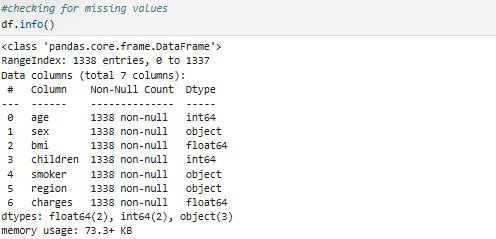 #checking for missing values
df.info()
<class 'pandas.core.frame.DataFrame'>
RangeIndex: 1338 entries, 0 to 1337
Data columns (total 7 columns):
 #   Column    Non-Null Count  Dtype
---  ------    --------------  -----
 0   age       1338 non-null   int64
 1   sex       1338 non-null   object
 2   bmi       1338 non-null   float64
 3   children  1338 non-null   int64
 4   smoker    1338 non-null   object
 5   region    1338 non-null   object
 6   charges   1338 non-null   float64
dtypes: float64(2), int64(2), object(3)
memory usage: 73.3+ KB